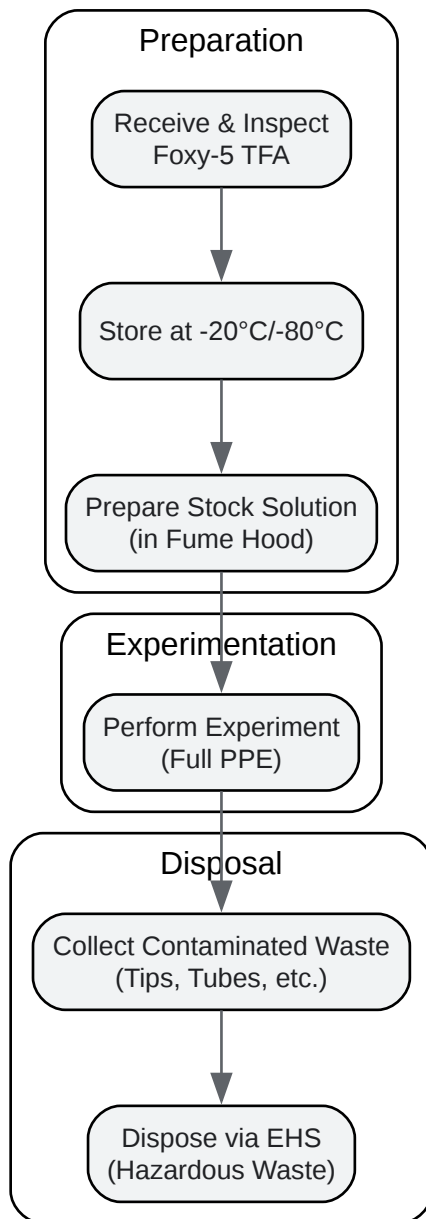 Preparation
Receive & Inspect
Foxy-5 TFA
Store at -20°C/-80°C
Prepare Stock Solution
(in Fume Hood)
Experimentation
Perform Experiment
(Full PPE)
Disposal
Collect Contaminated Waste
(Tips, Tubes, etc.)
Dispose via EHS
(Hazardous Waste)